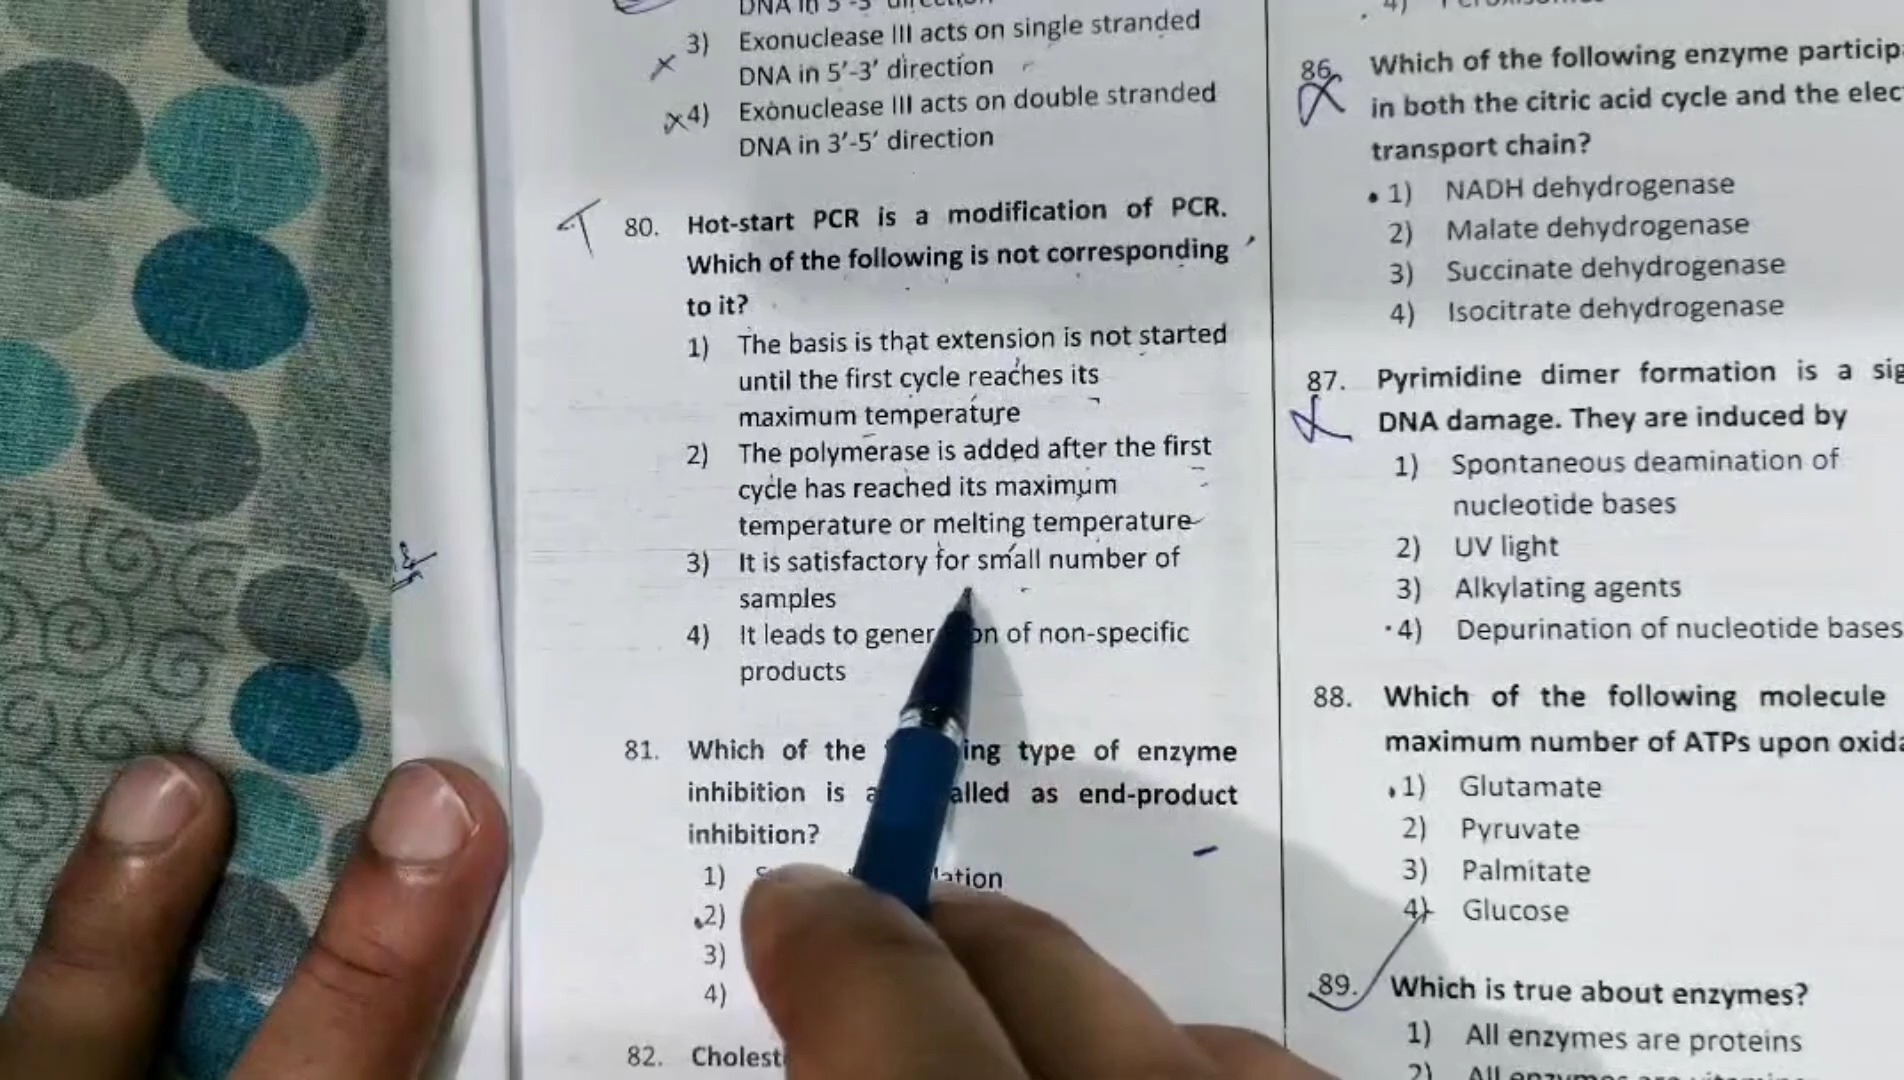 3) Exonuclease III acts on single stranded
DNA in 5'-3' direction
4) Exonuclease III acts on double stranded
DNA in 3'-5' direction
80. Hot-start PCR is a modification of PCR.
Which of the following is not corresponding
to it?
1) The basis is that extension is not started
until the first cycle reaches its
maximum temperature
2) The polymerase is added after the first
cycle has reached its maximum
temperature or melting temperature
3) It is satisfactory for small number of
samples
4) It leads to gener on of non-specific
products
81. Which of the ing type of enzyme
inhibition is a alled as end-product
inhibition?
1) lation
2)
3)
4)
82. Cholest
4)
86. Which of the following enzyme particip
in both the citric acid cycle and the elec
transport chain?
1) NADH dehydrogenase
2) Malate dehydrogenase
3) Succinate dehydrogenase
4) Isocitrate dehydrogenase
87. Pyrimidine dimer formation is a sig
DNA damage. They are induced by
1) Spontaneous deamination of
nucleotide bases
2) UV light
3) Alkylating agents
4) Depurination of nucleotide bases
88. Which of the following molecule
maximum number of ATPs upon oxida
1) Glutamate
2) Pyruvate
3) Palmitate
4) Glucose
89. Which is true about enzymes?
1) All enzymes are proteins
2)